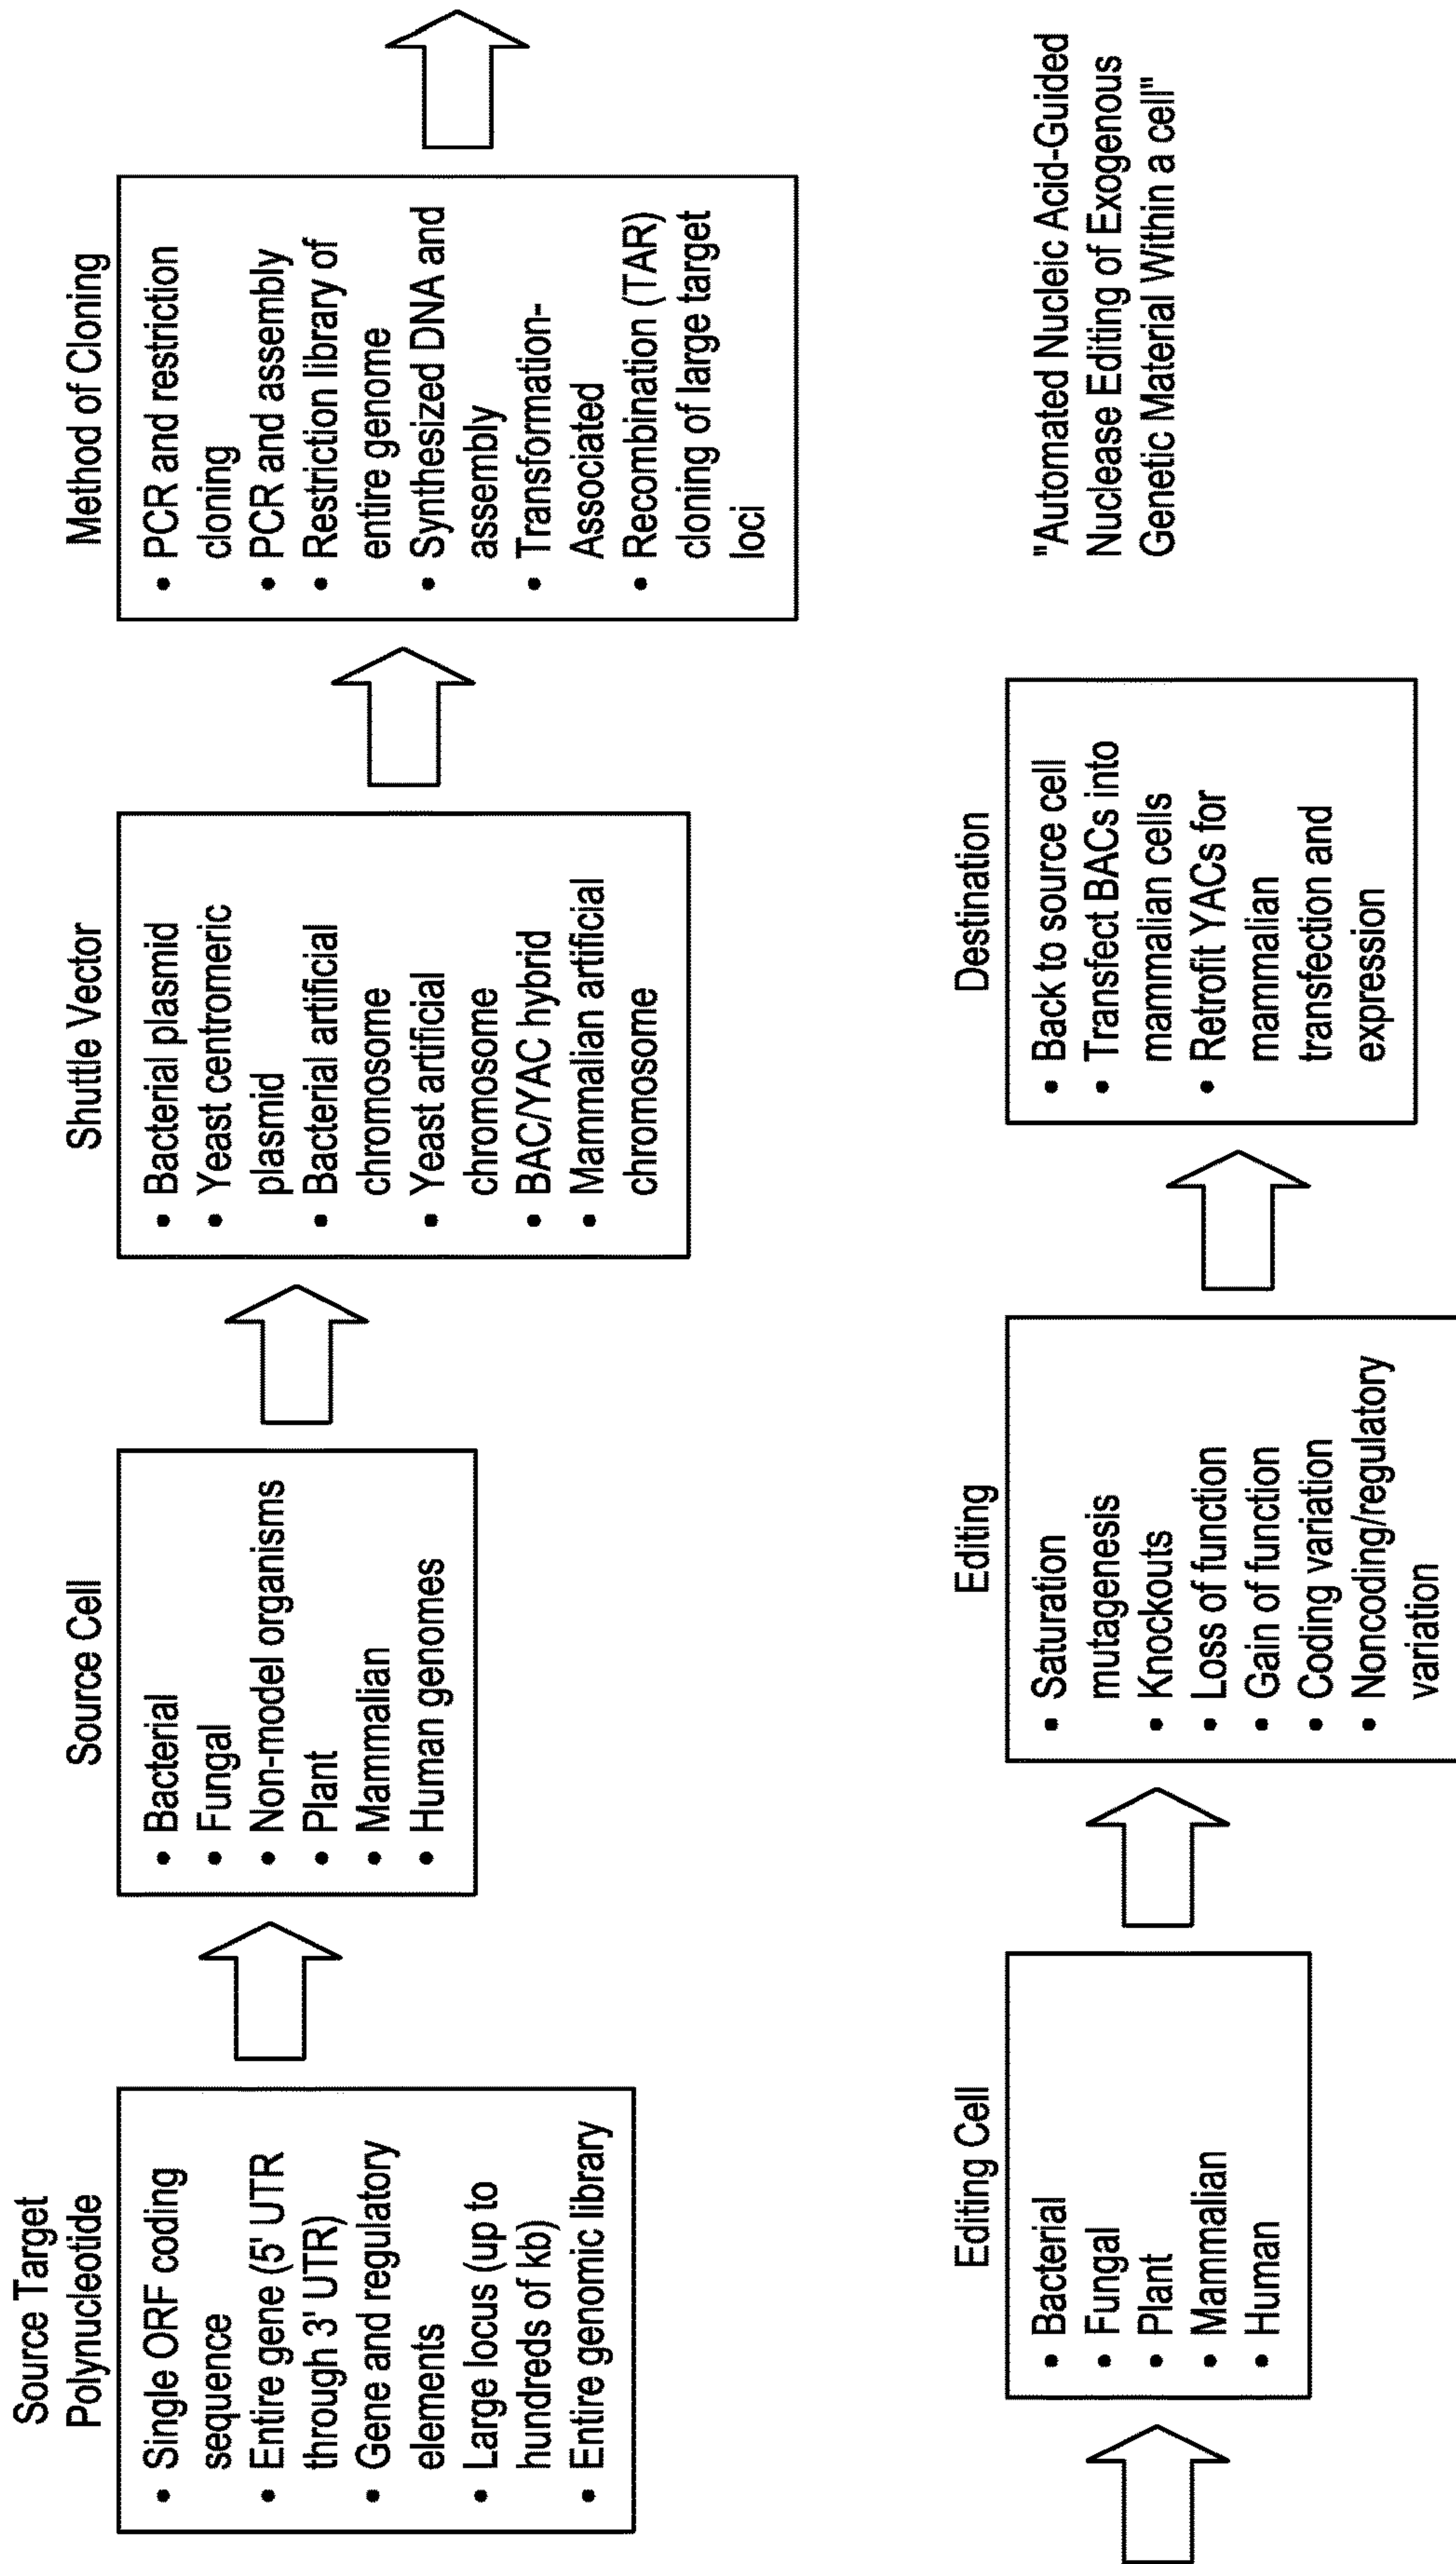 Source Target
Polynucleotide
• Single ORF coding
sequence
• Entire gene (5' UTR
through 3' UTR)
• Gene and regulatory
elements
• Large locus (up to
hundreds of kb)
• Entire genomic library
Source Cell
• Bacterial
• Fungal
• Non-model organisms
• Plant
• Mammalian
• Human genomes
Shuttle Vector
• Bacterial plasmid
• Yeast centromeric
plasmid
• Bacterial artificial
chromosome
• Yeast artificial
chromosome
• BAC/YAC hybrid
• Mammalian artificial
chromosome
Method of Cloning
• PCR and restriction
cloning
• PCR and assembly
• Restriction library of
entire genome
• Synthesized DNA and
assembly
• Transformation-
Associated
• Recombination (TAR)
cloning of large target
loci
Editing Cell
• Bacterial
• Fungal
• Plant
• Mammalian
• Human
Editing
• Saturation
mutagenesis
• Knockouts
• Loss of function
• Gain of function
• Coding variation
• Noncoding/regulatory
variation
Destination
• Back to source cell
• Transfect BACs into
mammalian cells
• Retrofit YACs for
mammalian
transfection and
expression
"Automated Nucleic Acid-Guided
Nuclease Editing of Exogenous
Genetic Material Within a cell"